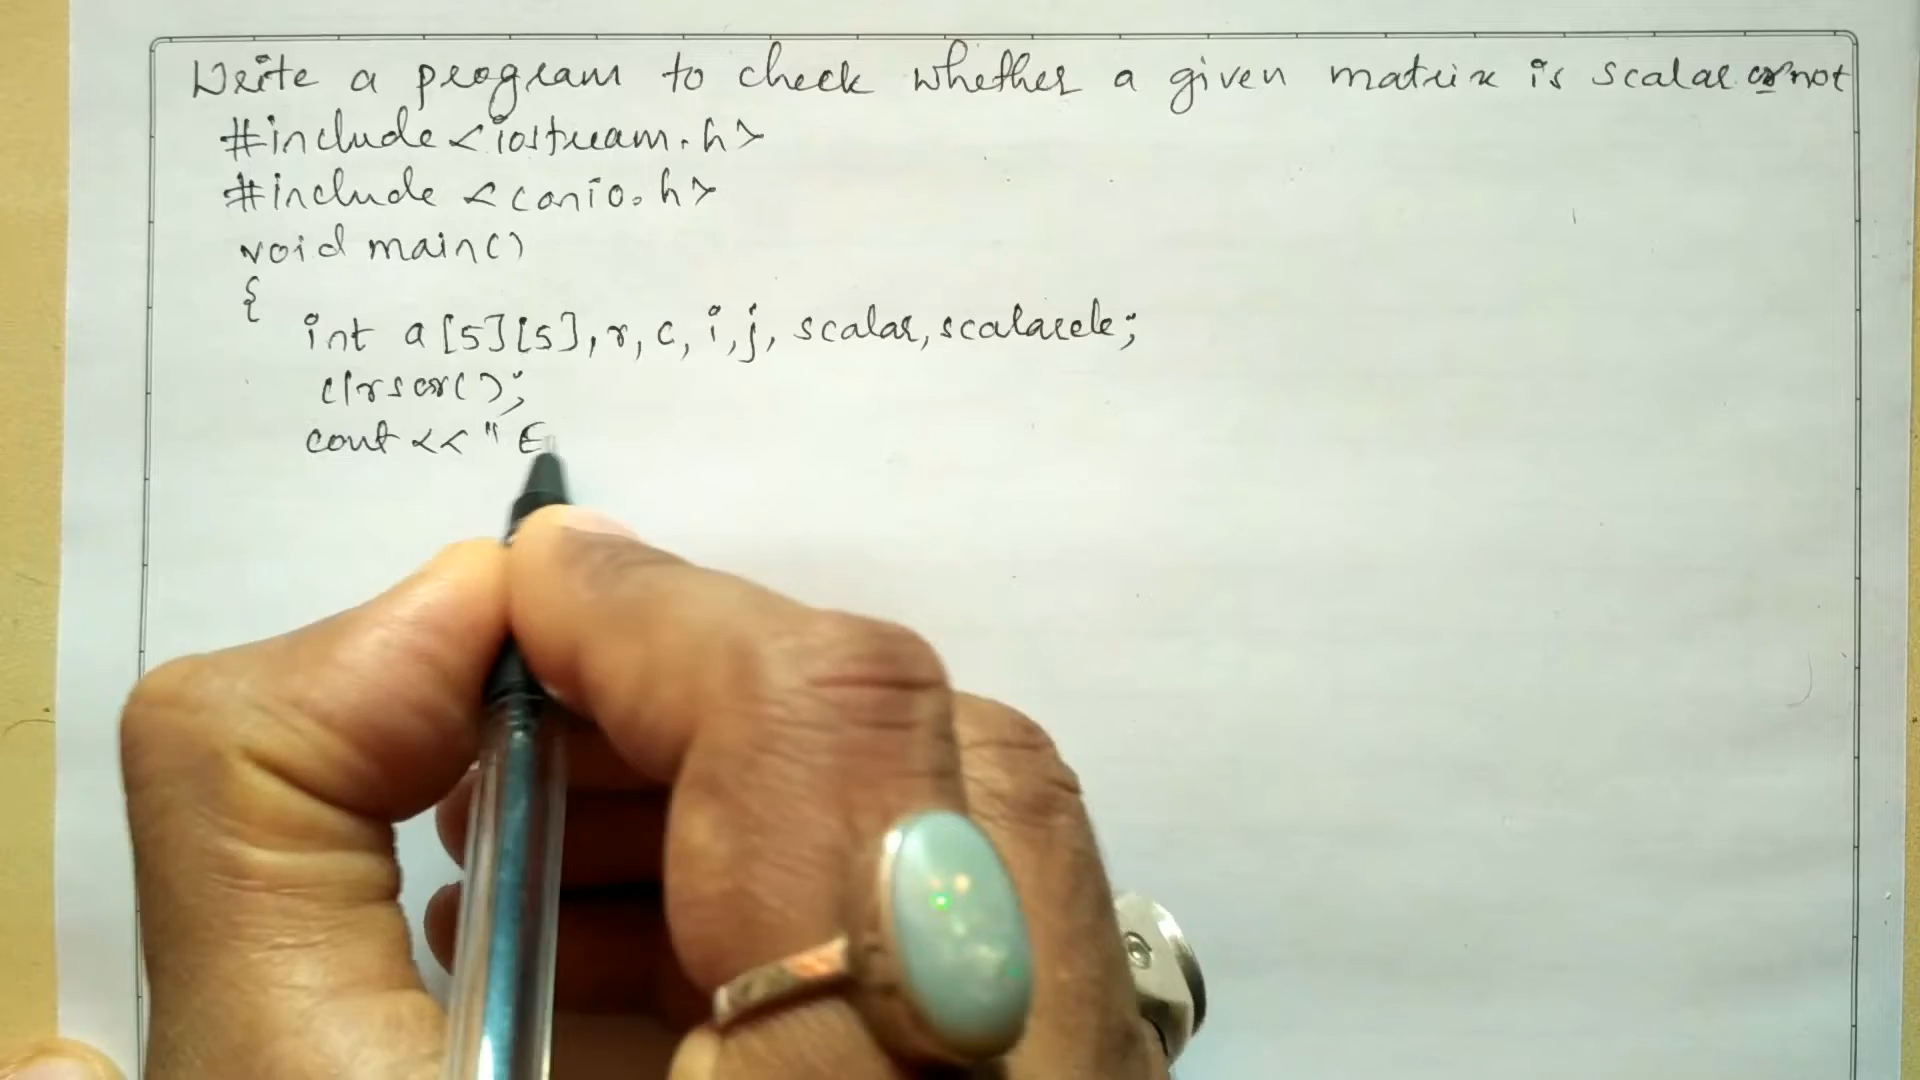 Write a program to check whether a given matrix is scalar or not
#include <iostream.h>
#include <conio.h>
void main()
{
int a[5][5], r, c, i, j, scalar, scalarele;
clrscr();
cout << " E